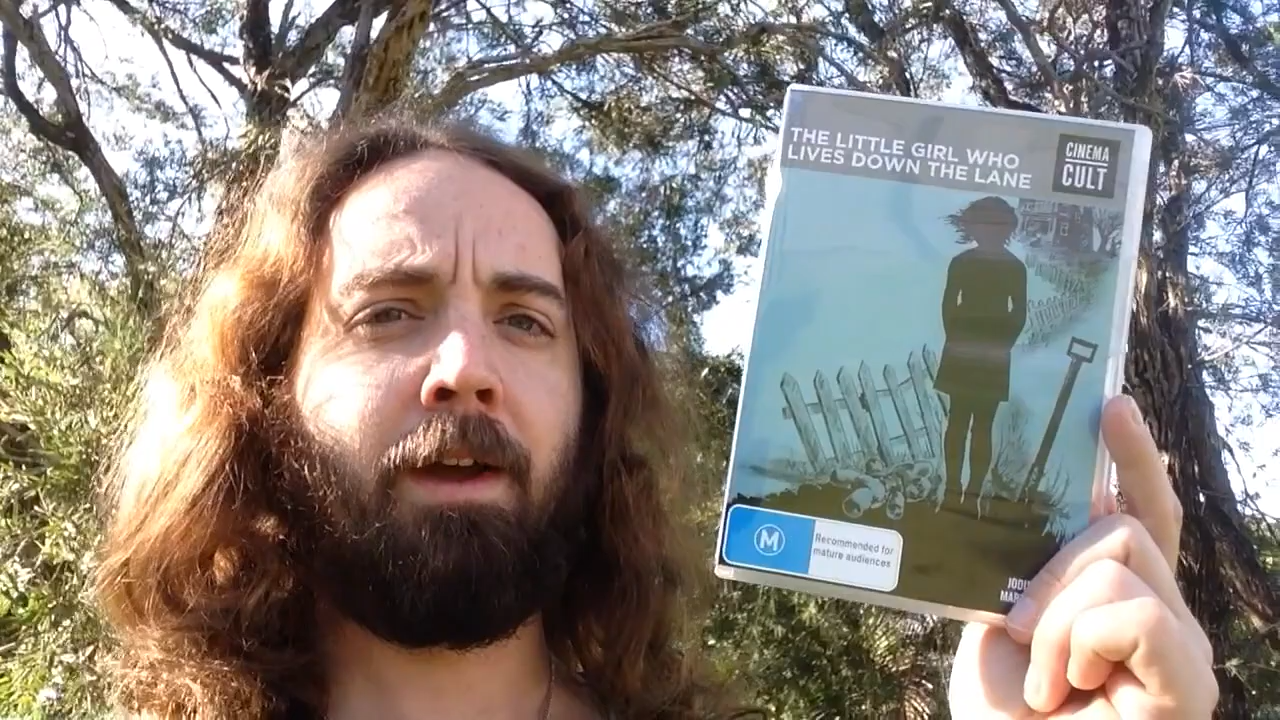 THE LITTLE GIRL WHO
LIVES DOWN THE LANE
CINEMA
CULT
M
Recommended for
mature audiences